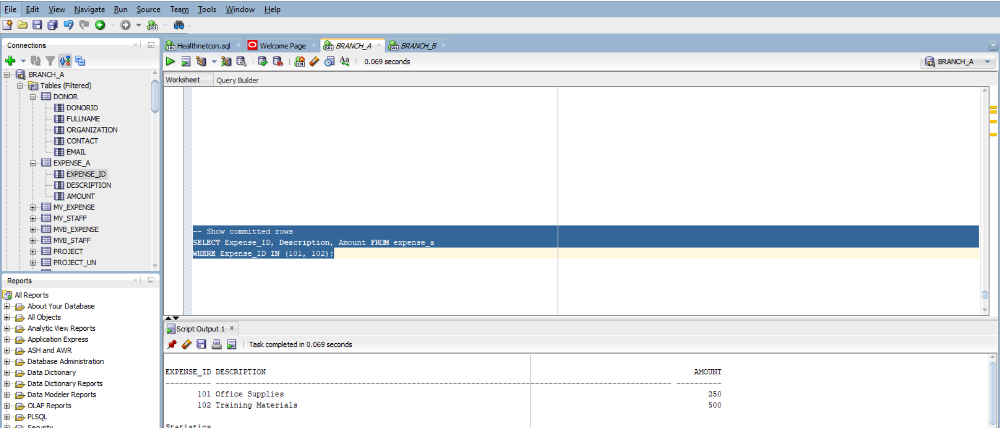 File Edit View Navigate Run Source Team Tools Window Help
Connections
BRANCH_A
Tables (Filtered)
DONOR
DONORID
FULLNAME
ORGANIZATION
CONTACT
EMAIL
EXPENSE_A
EXPENSE_ID
DESCRIPTION
AMOUNT
MV_EXPENSE
MV_STAFF
MVB_EXPENSE
MVB_STAFF
PROJECT
PROJECT_UN
Reports
All Reports
About Your Database
All Objects
Analytic View Reports
Application Express
ASH and AWR
Database Administration
Data Dictionary
Data Dictionary Reports
Data Modeler Reports
OLAP Reports
PLSQL
Security
Healthnetcon.sql Welcome Page BRANCH_A BRANCH_B
0.069 seconds BRANCH_A
Worksheet Query Builder
-- Show committed rows
SELECT Expense_ID, Description, Amount FROM expense_a
WHERE Expense_ID IN (101, 102);
Script Output 1
Task completed in 0.069 seconds
EXPENSE_ID DESCRIPTION AMOUNT
101 Office Supplies 250
102 Training Materials 500
Statistics